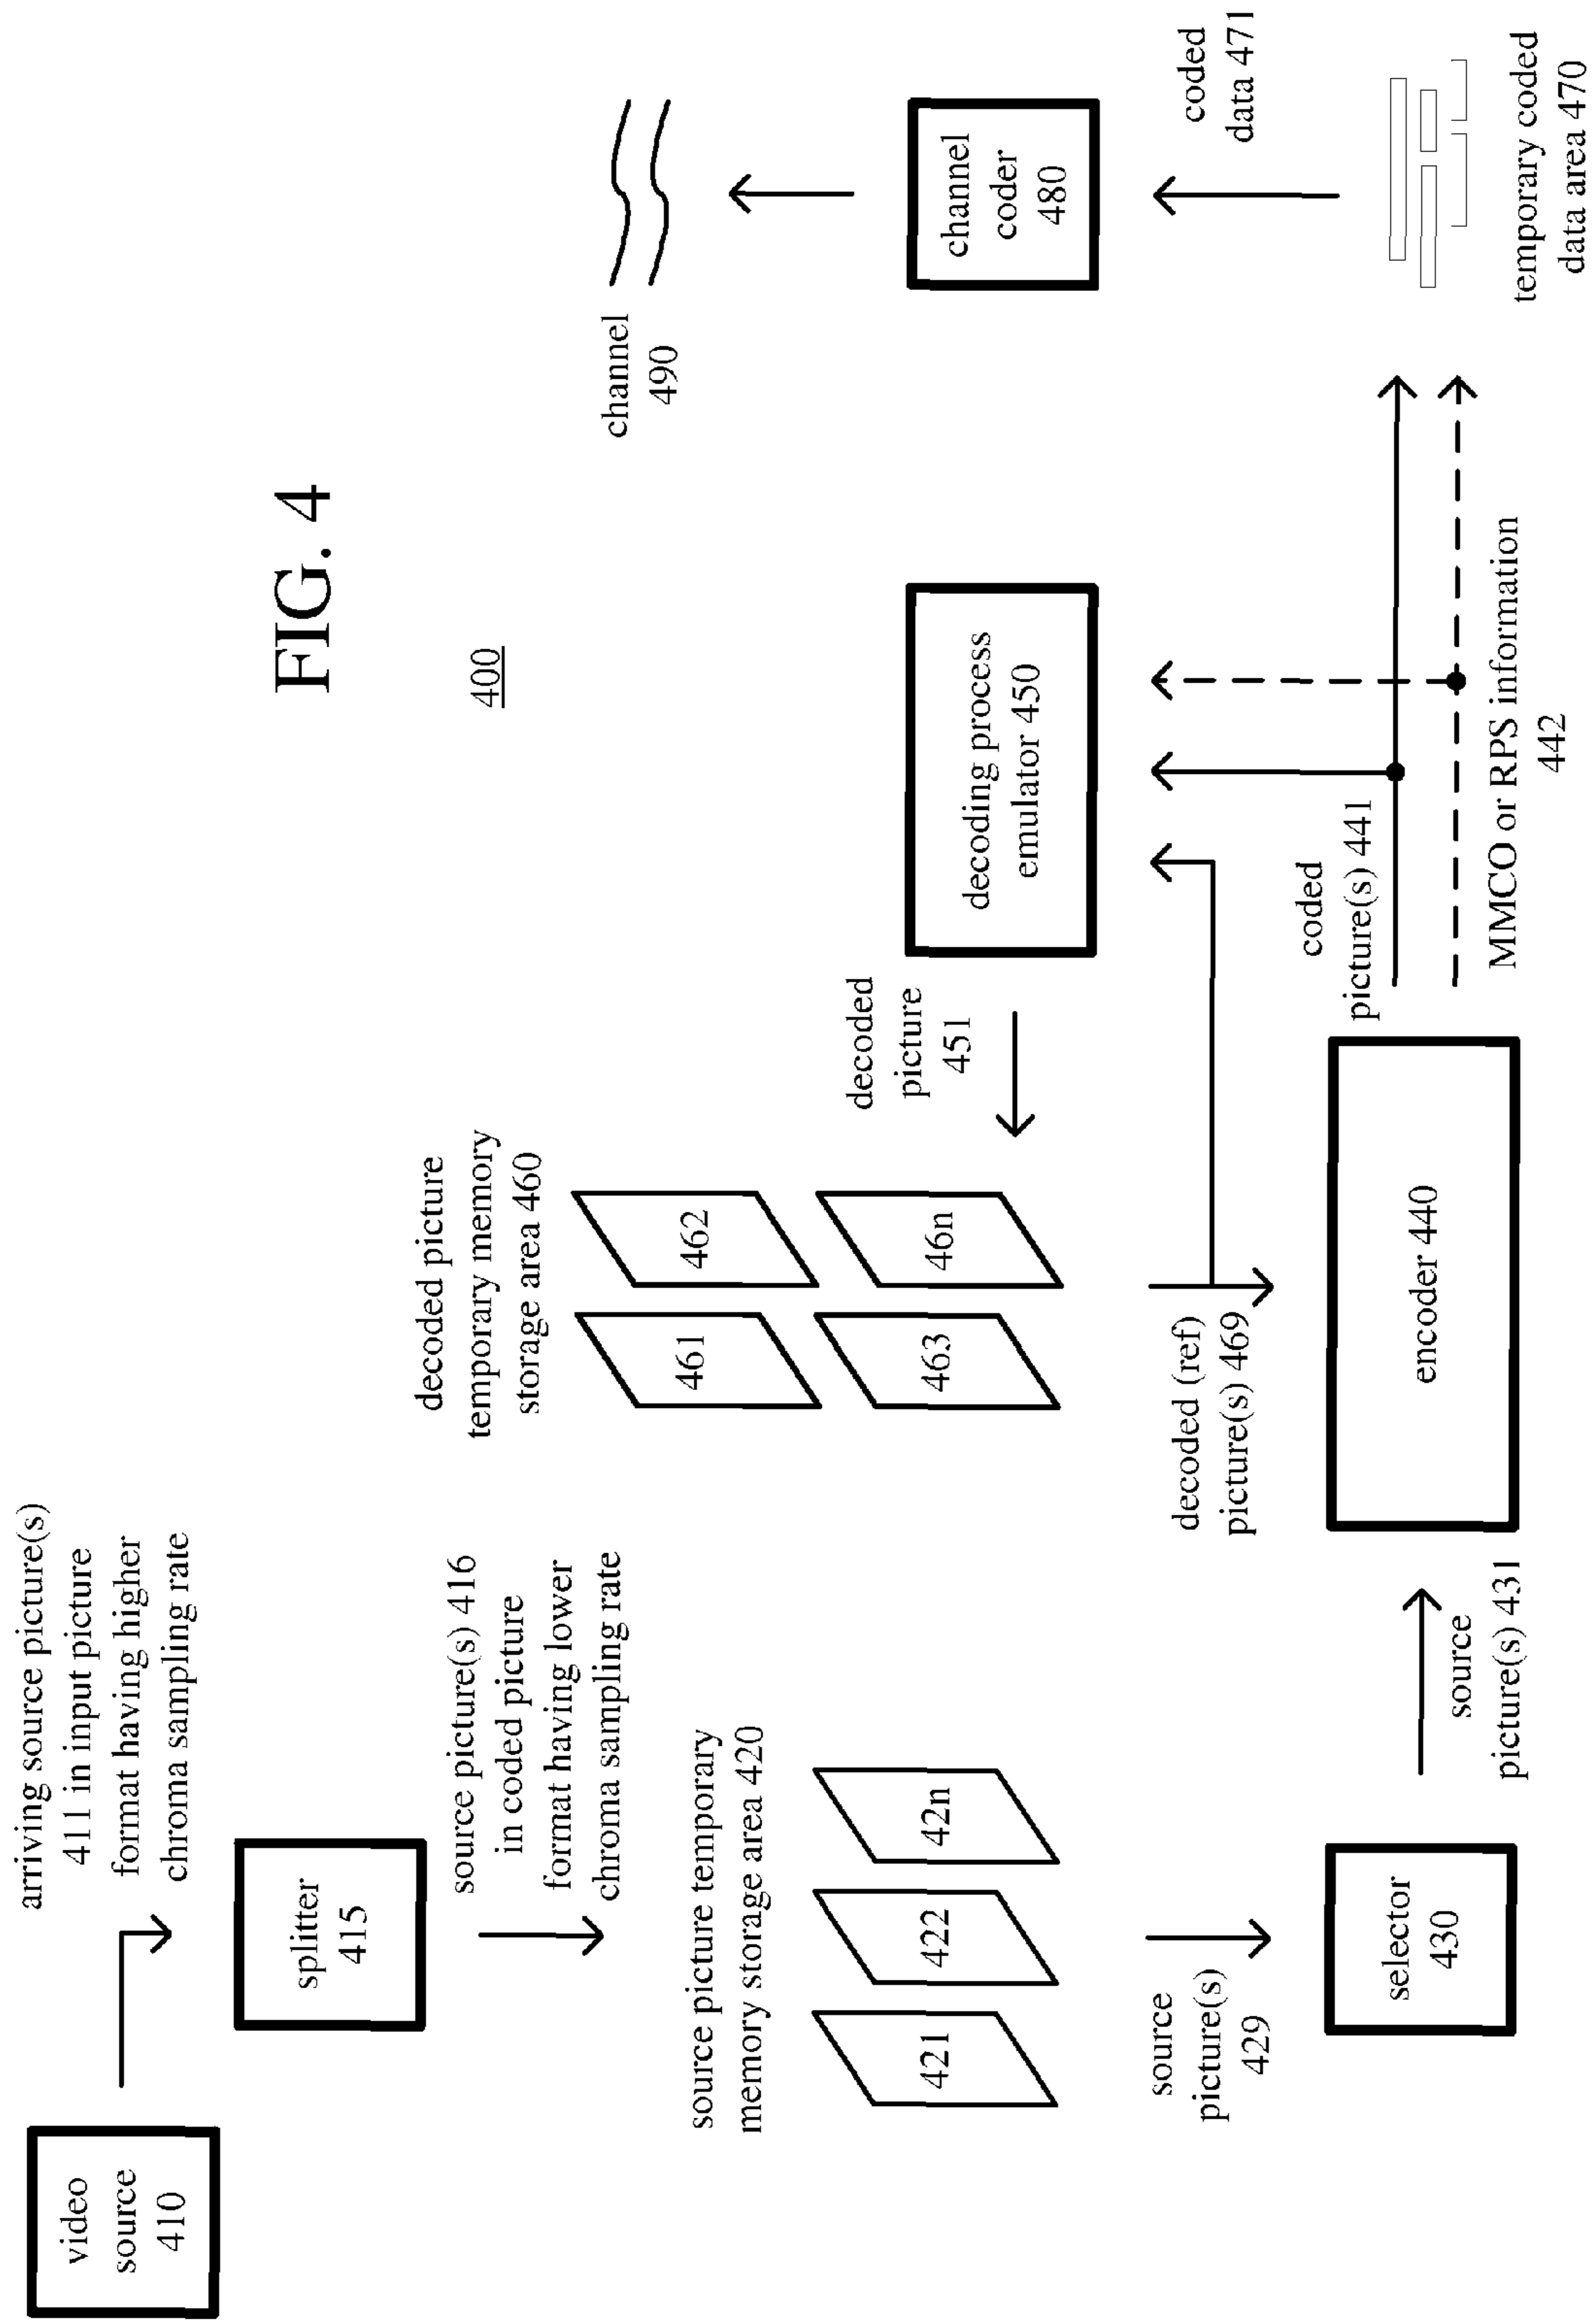 FIG. 4
400
video
source
410
arriving source picture(s)
411 in input picture
format having higher
chroma sampling rate
splitter
415
source picture(s) 416
in coded picture
format having lower
chroma sampling rate
source picture temporary
memory storage area 420
421
422
42n
source
picture(s)
429
selector
430
source
picture(s) 431
decoded picture
temporary memory
storage area 460
461
462
463
46n
decoded (ref)
picture(s) 469
encoder 440
decoded
picture
451
decoding process
emulator 450
coded
picture(s) 441
MMCO or RPS information
442
channel
490
channel
coder
480
coded
data 471
temporary coded
data area 470